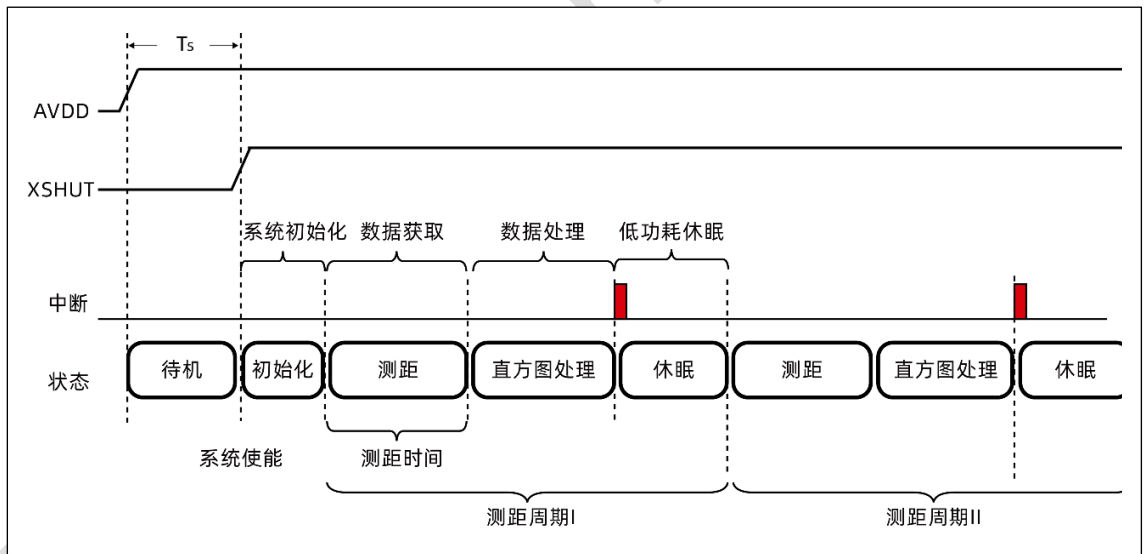 Ts
AVDD
XSHUT
系统初始化 数据获取 数据处理 低功耗休眠
中断
状态 待机 初始化 测距 直方图处理 休眠 测距 直方图处理 休眠
系统使能 测距时间
测距周期I 测距周期II